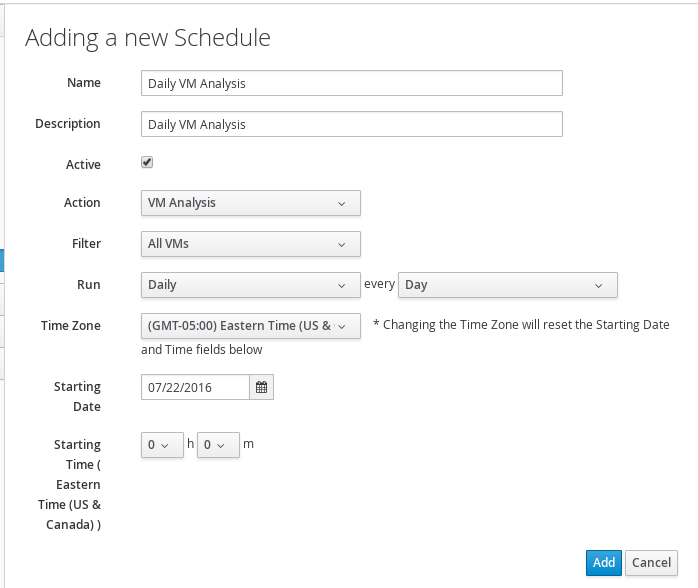 Adding a new Schedule
Name Daily VM Analysis
Description Daily VM Analysis
Active
Action VM Analysis
Filter All VMs
Run Daily every Day
Time Zone (GMT-05:00) Eastern Time (US & * Changing the Time Zone will reset the Starting Date
and Time fields below
Starting 07/22/2016
Date
Starting 0 h 0 m
Time (
Eastern
Time (US &
Canada) )
Add Cancel